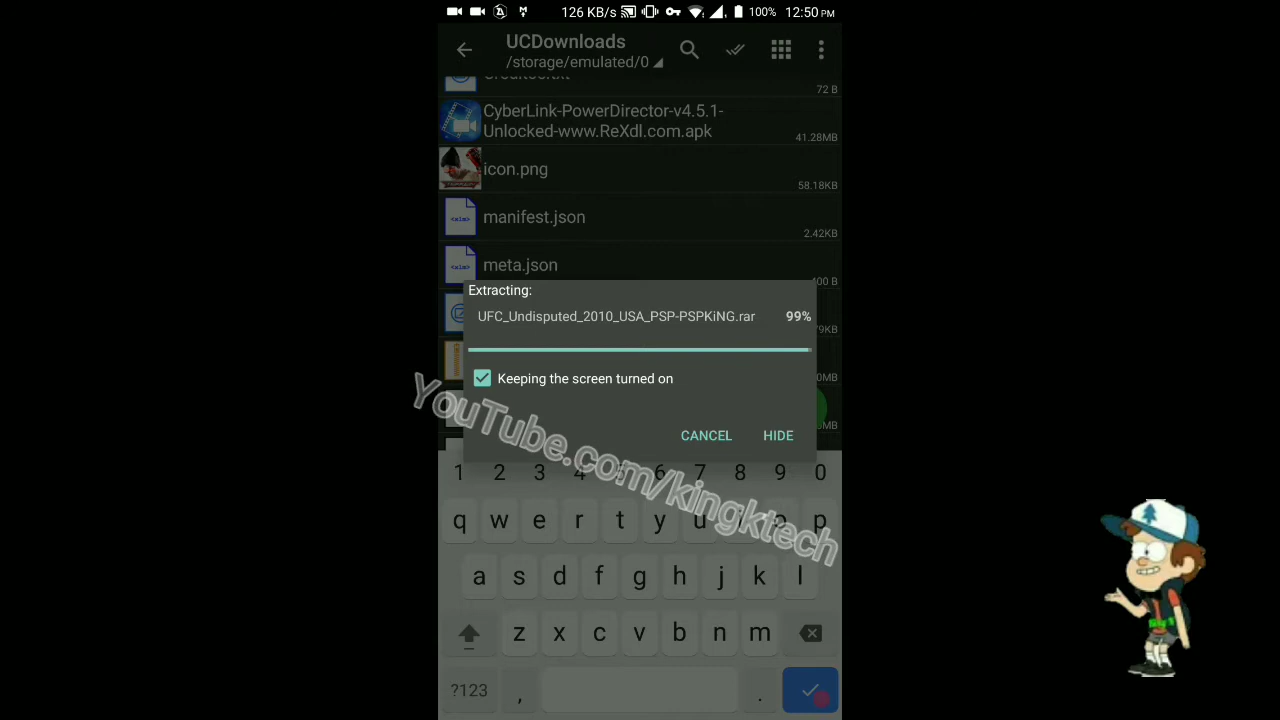 126 KB/s 100% 12:50 PM
UCDownloads
/storage/emulated/0
72 B
CyberLink-PowerDirector-v4.5.1-
Unlocked-www.ReXdl.com.apk
41.28MB
icon.png
58.18KB
manifest.json
2.42KB
meta.json
400 B
Extracting:
UFC_Undisputed_2010_USA_PSP-PSPKiNG.rar 99%
Keeping the screen turned on
CANCEL HIDE
YouTube.com/kingktech
1 2 3 4 5 6 7 8 9 0
q w e r t y u i o p
a s d f g h j k l
z x c v b n m
?123 , .